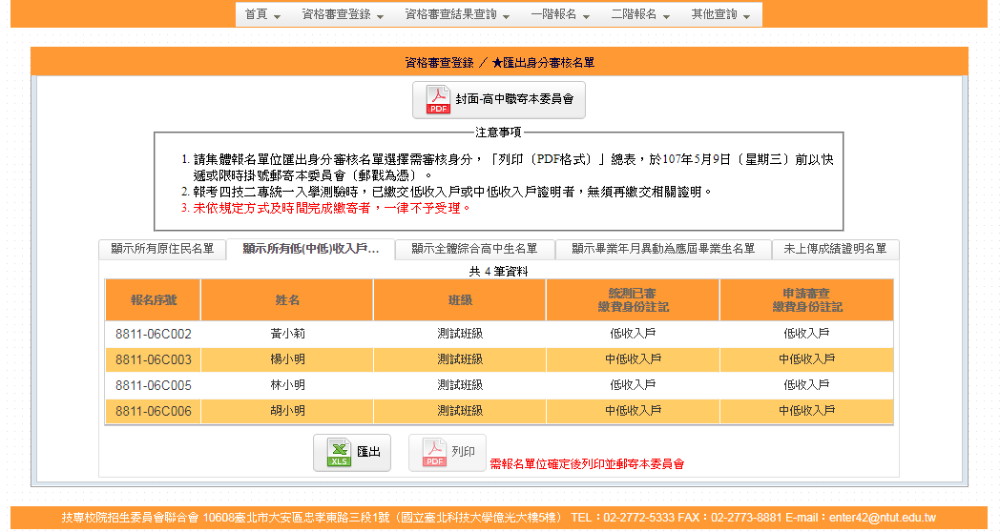 首頁 資格審查登錄 資格審查結果查詢 一階報名 二階報名 其他查詢
資格審查登錄 ／ ★匯出身分審核名單
PDF 封面-高中職寄本委員會
注意事項
1. 請集體報名單位匯出身分審核名單選擇需審核身分，「列印〔PDF格式〕」總表，於107年5月9日〔星期三〕前以快
遞或限時掛號郵寄本委員會〔郵戳為憑〕。
2. 報考四技二專統一入學測驗時，已繳交低收入戶或中低收入戶證明者，無須再繳交相關證明。
3. 未依規定方式及時間完成繳寄者，一律不予受理。
顯示所有原住民名單 顯示所有低(中低)收入戶... 顯示全體綜合高中生名單 顯示畢業年月異動為應屆畢業生名單 未上傳成績證明名單
共 4 筆資料
報名序號 姓名 班級 統測已審 繳費身份註記 申請審查 繳費身份註記
8811-06C002 黃小莉 測試班級 低收入戶 低收入戶
8811-06C003 楊小明 測試班級 中低收入戶 中低收入戶
8811-06C005 林小明 測試班級 低收入戶 低收入戶
8811-06C006 胡小明 測試班級 中低收入戶 中低收入戶
XLS 匯出 PDF 列印 需報名單位確定後列印並郵寄本委員會
技專校院招生委員會聯合會 10608臺北市大安區忠孝東路三段1號（國立臺北科技大學億光大樓5樓） TEL：02-2772-5333 FAX：02-2773-8881 E-mail：enter42@ntut.edu.tw